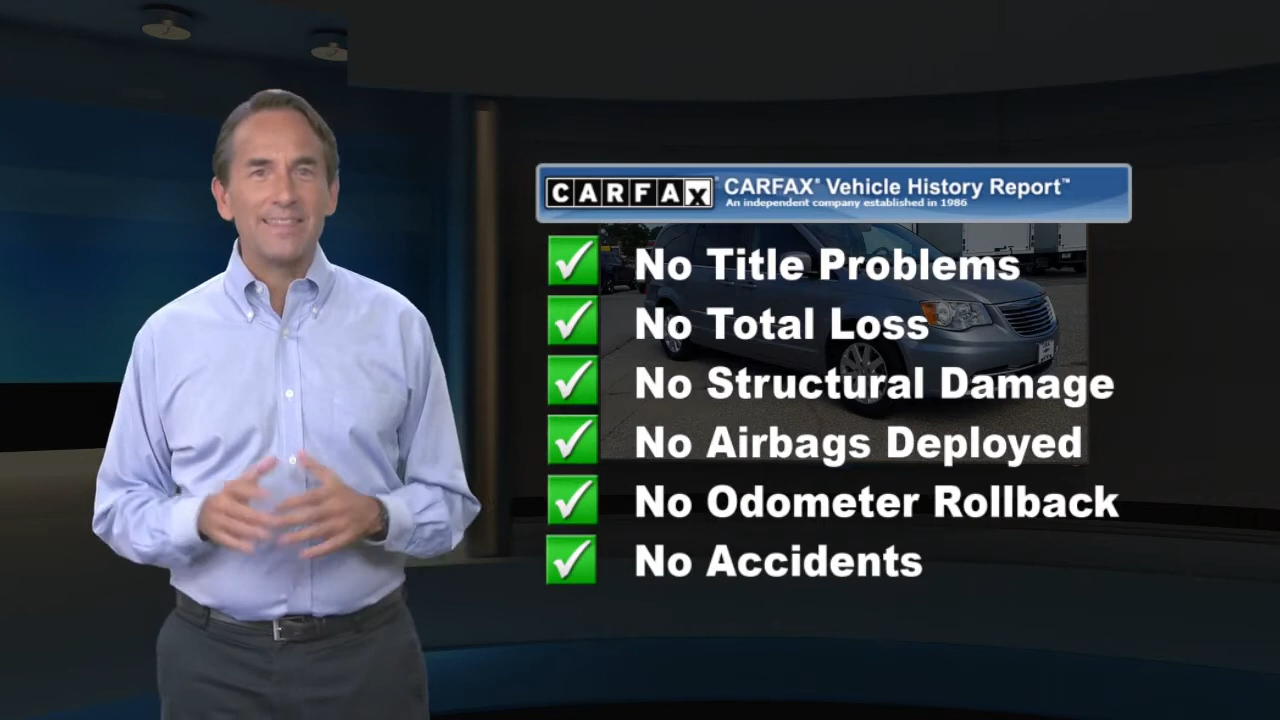 CARFAX® CARFAX® Vehicle History Report™
An independent company established in 1986
No Title Problems
No Total Loss
No Structural Damage
No Airbags Deployed
No Odometer Rollback
No Accidents